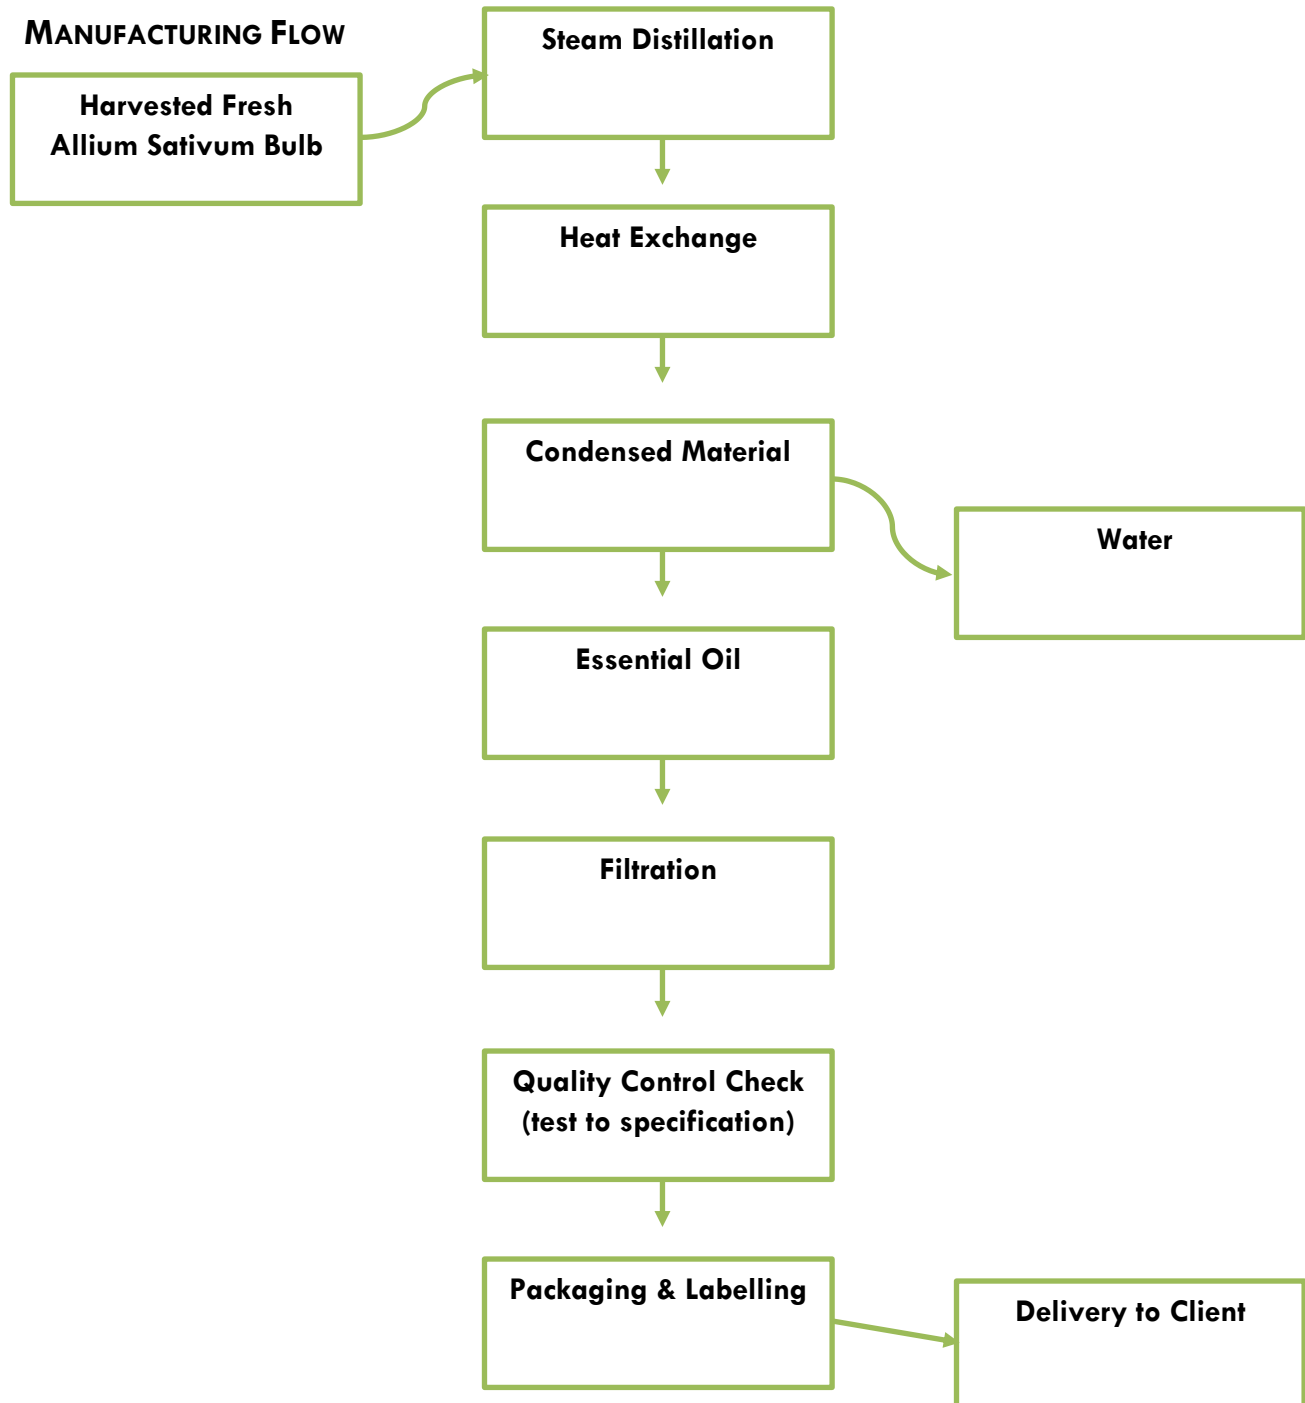 MANUFACTURING FLOW
Harvested Fresh
Allium Sativum Bulb
Steam Distillation
Heat Exchange
Condensed Material
Water
Essential Oil
Filtration
Quality Control Check
(test to specification)
Packaging & Labelling
Delivery to Client